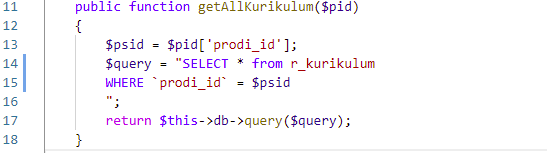 11 public function getAllKurikulum($pid)
12 {
13 $psid = $pid['prodi_id'];
14 $query = "SELECT * from r_kurikulum
15 WHERE `prodi_id` = $psid
16 ";
17 return $this->db->query($query);
18 }